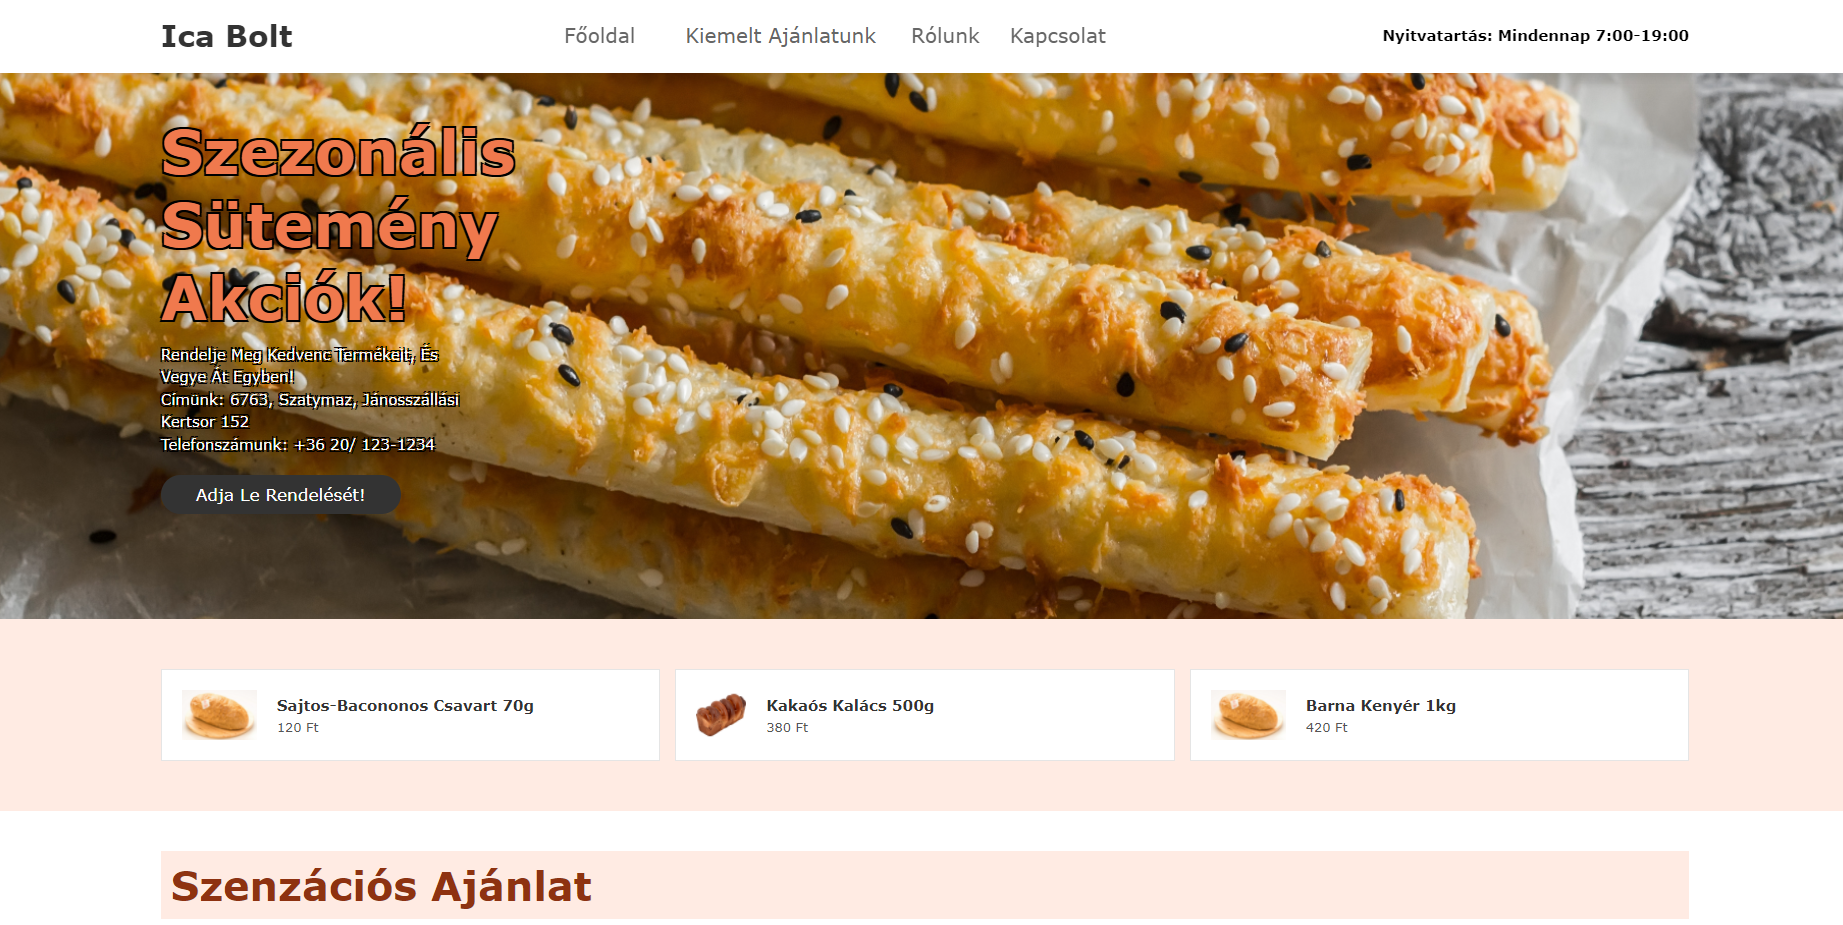 Ica Bolt
Főoldal Kiemelt Ajánlatunk Rólunk Kapcsolat
Nyitvatartás: Mindennap 7:00-19:00
Szezonális
Sütemény
Akciók!
Rendelje Meg Kedvenc Termékeit, És
Vegye Át Egyben!
Címünk: 6763, Szatymaz, Jánosszállási
Kertsor 152
Telefonszámunk: +36 20/ 123-1234
Adja Le Rendelését!
Sajtos-Bacononos Csavart 70g
120 Ft
Kakaós Kalács 500g
380 Ft
Barna Kenyér 1kg
420 Ft
Szenzációs Ajánlat